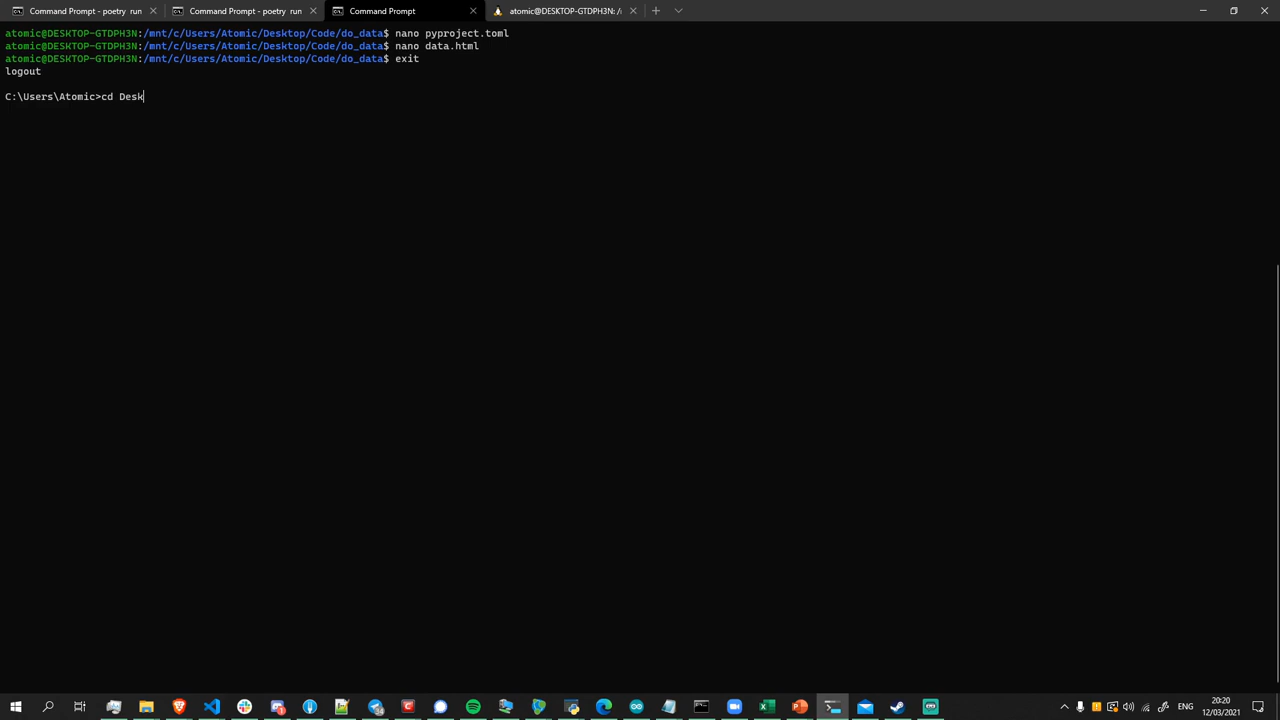 Command Prompt - poetry run
Command Prompt - poetry run
Command Prompt
atomic@DESKTOP-GTDPH3N: /
atomic@DESKTOP-GTDPH3N:/mnt/c/Users/Atomic/Desktop/Code/do_data$ nano pyproject.toml
atomic@DESKTOP-GTDPH3N:/mnt/c/Users/Atomic/Desktop/Code/do_data$ nano data.html
atomic@DESKTOP-GTDPH3N:/mnt/c/Users/Atomic/Desktop/Code/do_data$ exit
logout
C:\Users\Atomic>cd Desk
ENG
20:20
12/03/2021